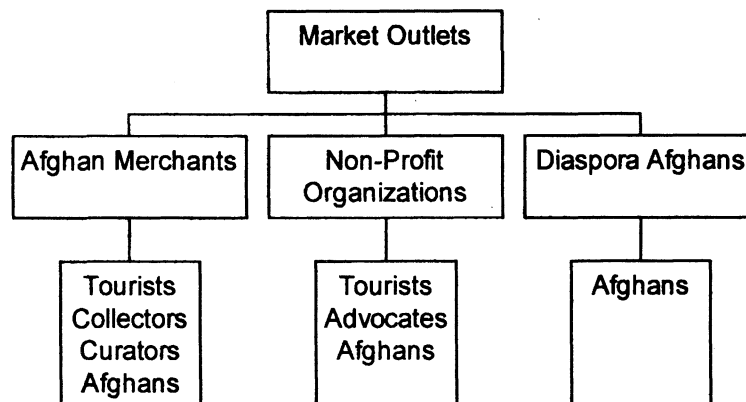 Market Outlets
Afghan Merchants
Non-Profit
Organizations
Diaspora Afghans
Tourists
Collectors
Curators
Afghans
Tourists
Advocates
Afghans
Afghans